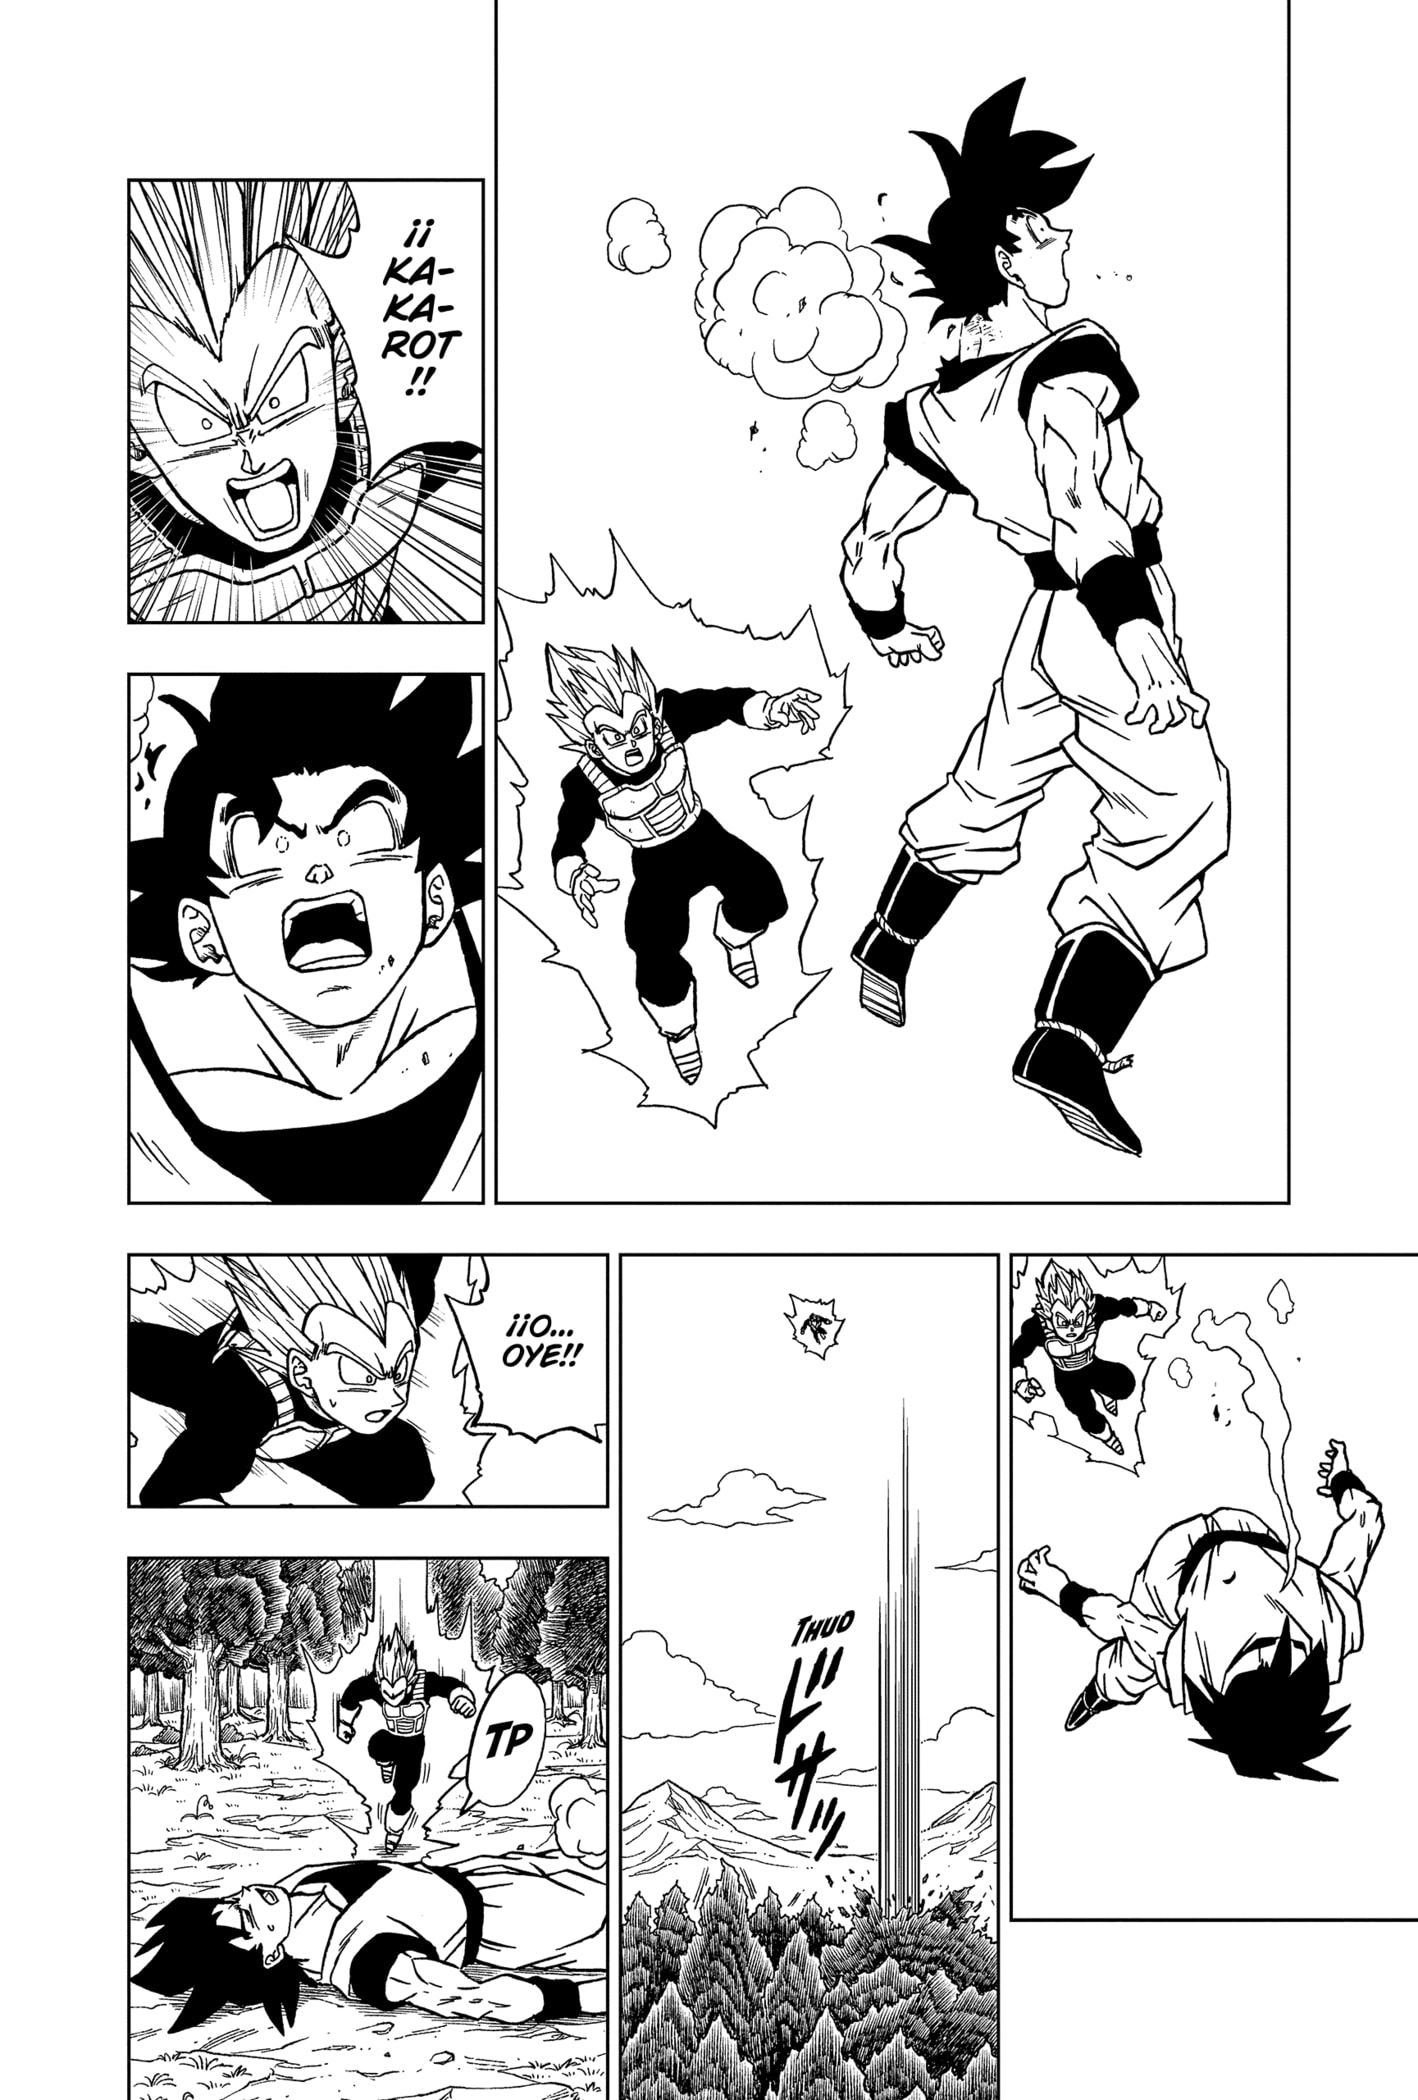 ¡¡
KA-
KA-
ROT
!!
THUD
ドサッ
¡¡O...
OYE!!
TP